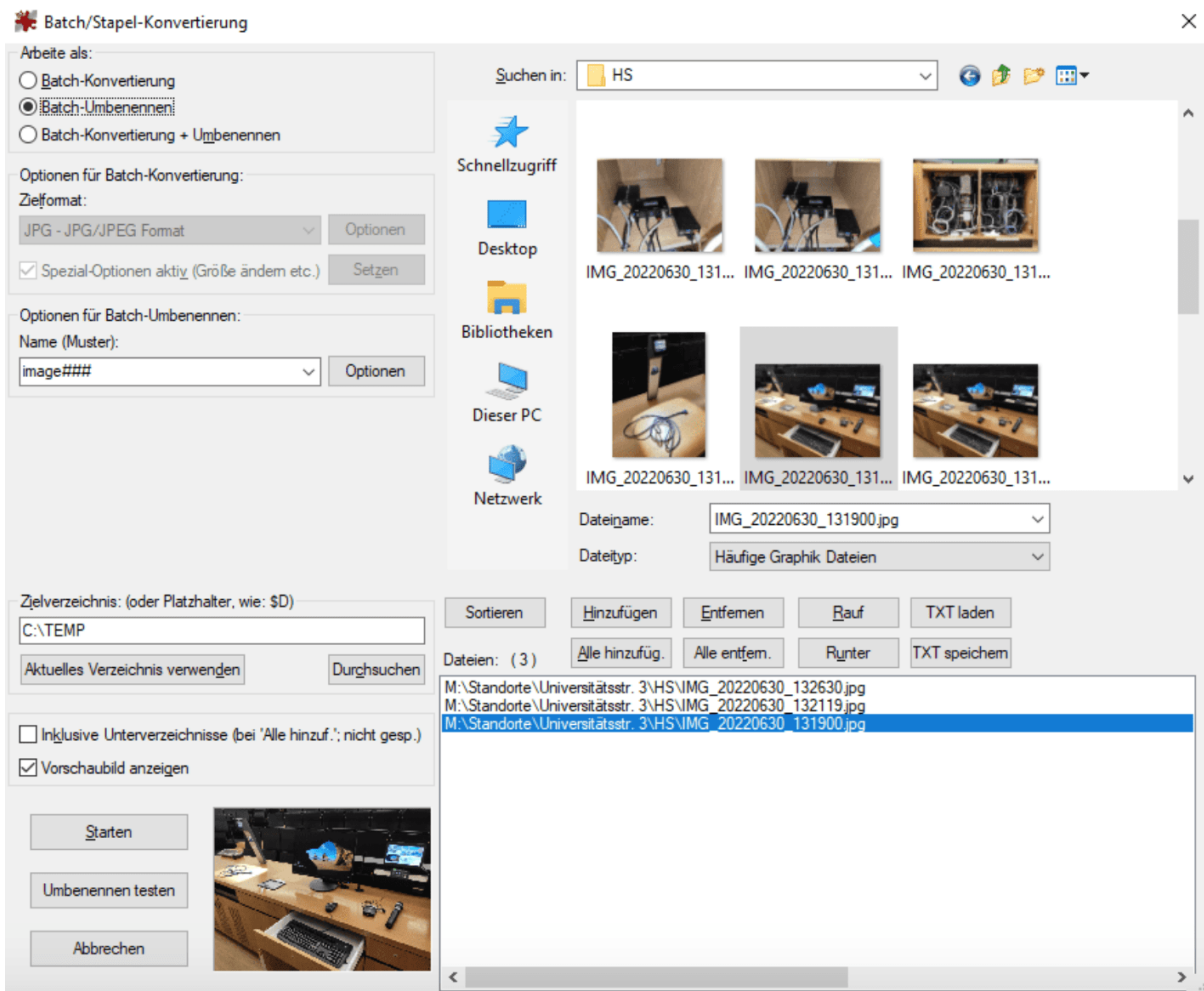 Batch/Stapel-Konvertierung
Arbeite als:
Batch-Konvertierung
Batch-Umbenennen
Batch-Konvertierung + Umbenennen
Optionen für Batch-Konvertierung:
Zielformat:
JPG - JPG/JPEG Format
Optionen
Spezial-Optionen aktiv (Größe ändern etc.)
Setzen
Optionen für Batch-Umbenennen:
Name (Muster):
image###
Optionen
Zielverzeichnis: (oder Platzhalter, wie: $D)
C:\TEMP
Aktuelles Verzeichnis verwenden
Durchsuchen
Inklusive Unterverzeichnisse (bei 'Alle hinzuf.'; nicht gesp.)
Vorschaubild anzeigen
Starten
Umbenennen testen
Abbrechen
Suchen in:
HS
Schnellzugriff
Desktop
Bibliotheken
Dieser PC
Netzwerk
IMG_20220630_131... IMG_20220630_131... IMG_20220630_131...
IMG_20220630_131... IMG_20220630_131... IMG_20220630_131...
Dateiname:
IMG_20220630_131900.jpg
Dateityp:
Häufige Graphik Dateien
Sortieren
Hinzufügen
Entfernen
Rauf
TXT laden
Dateien: ( 3 )
Alle hinzufüg.
Alle entfern.
Runter
TXT speichern
M:\Standorte\Universitätsstr. 3\HS\IMG_20220630_132630.jpg
M:\Standorte\Universitätsstr. 3\HS\IMG_20220630_132119.jpg
M:\Standorte\Universitätsstr. 3\HS\IMG_20220630_131900.jpg